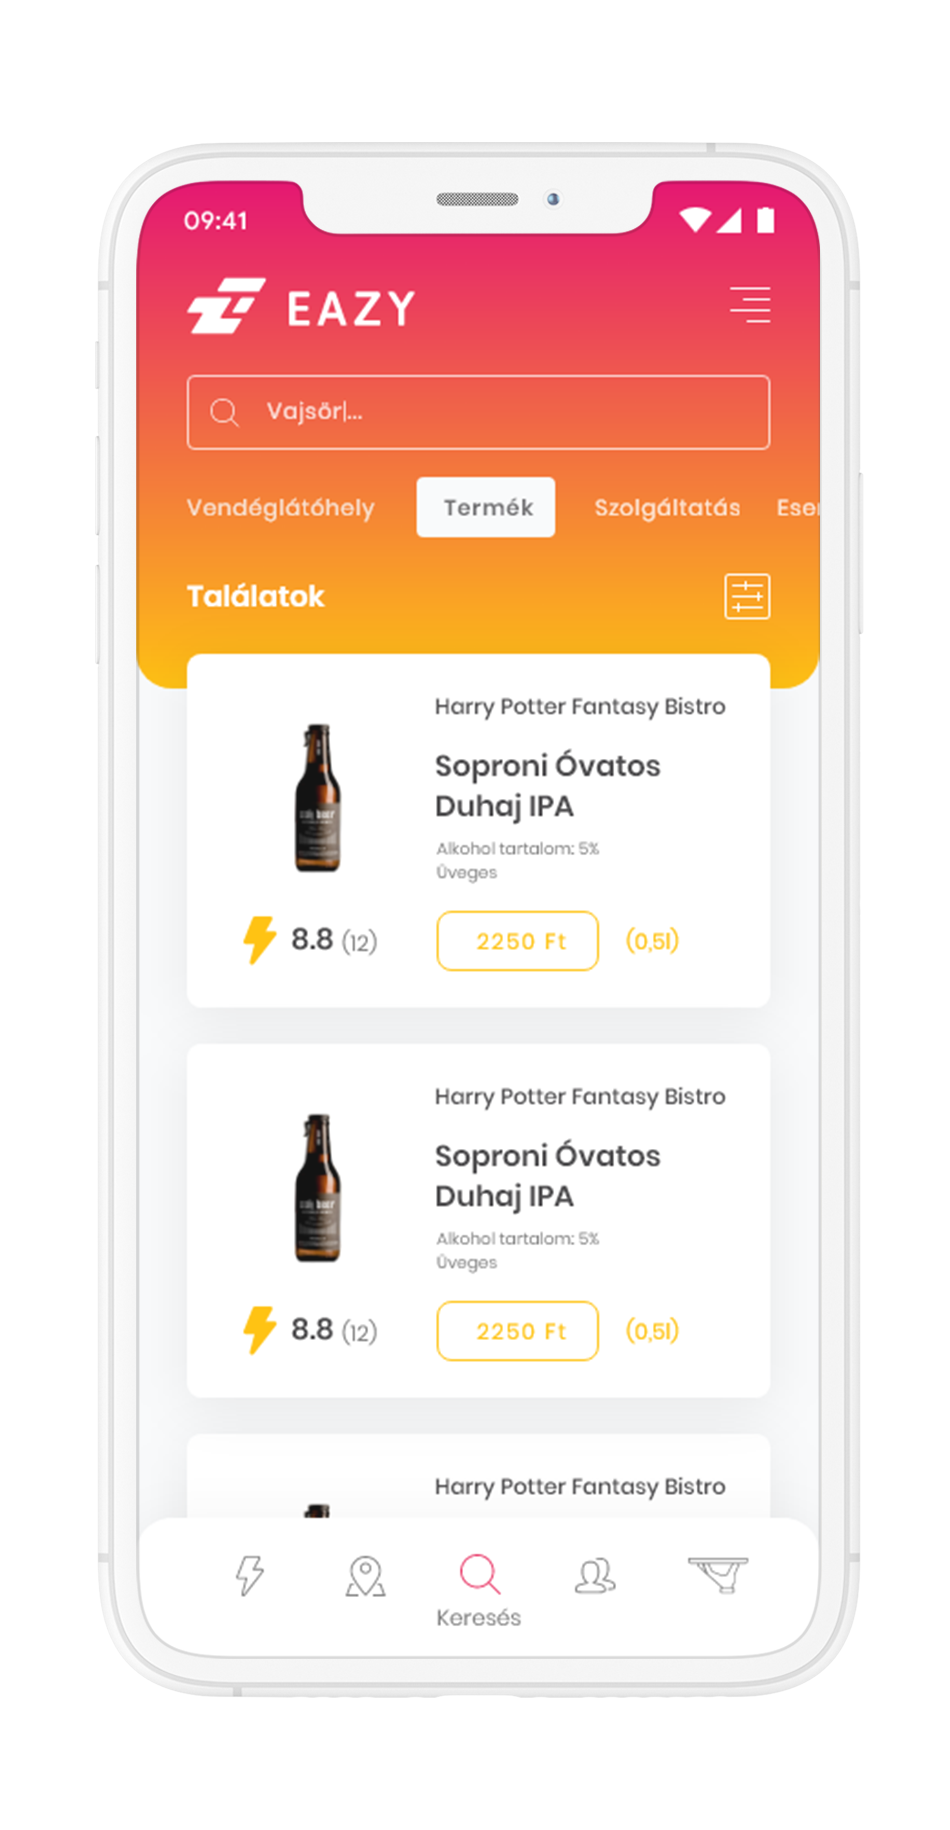 09:41
EAZY
Vajsör|...
Vendéglátóhely Termék Szolgáltatás
Találatok
Harry Potter Fantasy Bistro
Soproni Óvatos
Duhaj IPA
Alkohol tartalom: 5%
Üveges
8.8 (12) 2250 Ft (0,5l)
Harry Potter Fantasy Bistro
Soproni Óvatos
Duhaj IPA
Alkohol tartalom: 5%
Üveges
8.8 (12) 2250 Ft (0,5l)
Harry Potter Fantasy Bistro
Keresés